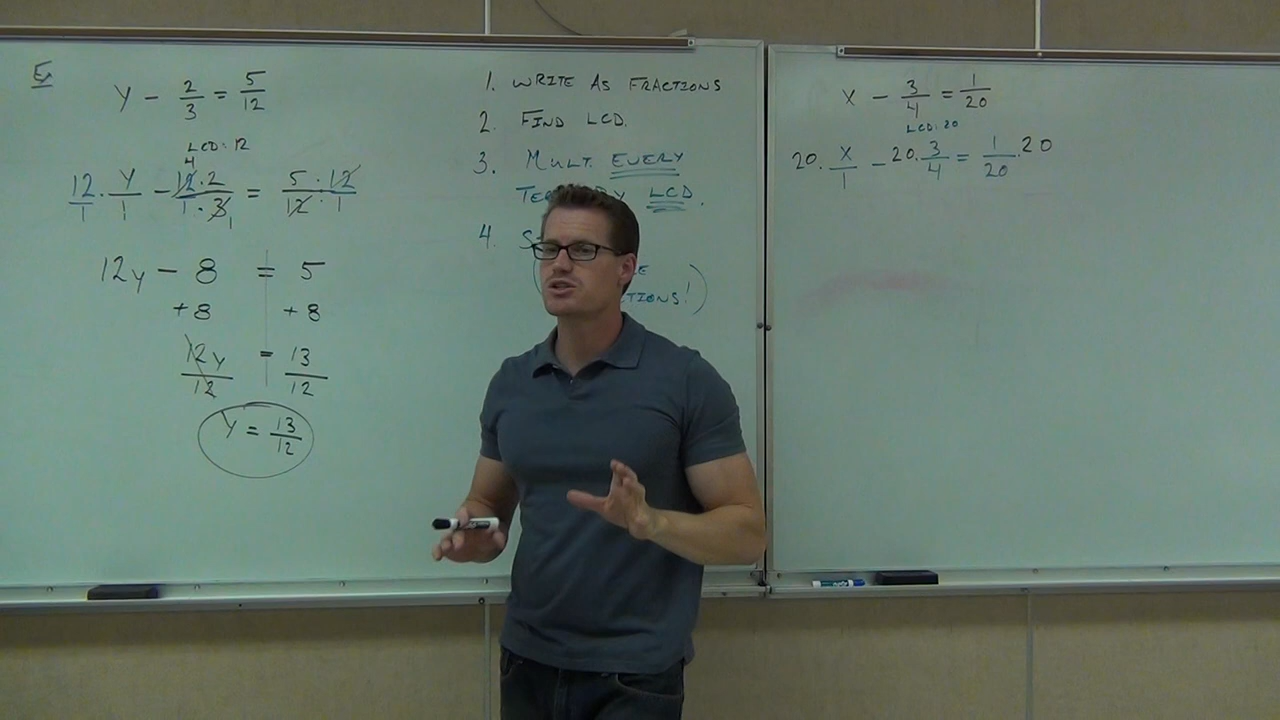 Ex
y - 2/3 = 5/12
LCD: 12
4
12/1 · y/1 - 12·2/1·3 = 5·12/12·1
1
12y - 8 = 5
+8 +8
12y/12 = 13/12
y = 13/12
1. WRITE AS FRACTIONS
2. FIND LCD.
3. MULT EVERY
LCD.
4.
x - 3/4 = 1/20
LCD: 20
20 · x/1 - 20 · 3/4 = 1/20 · 20